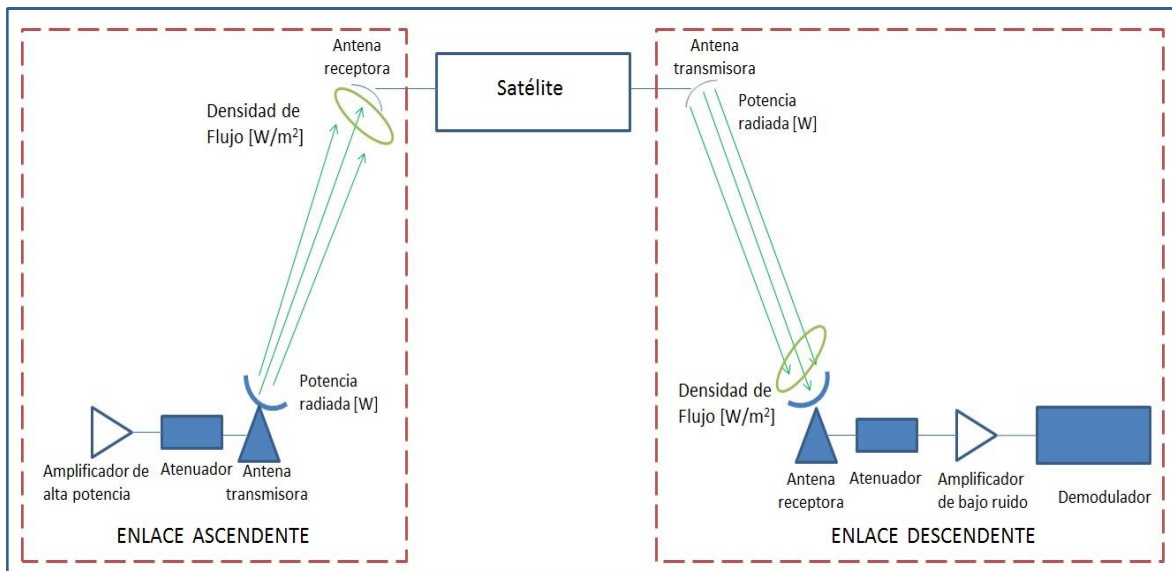 Antena
receptora
Densidad de
Flujo [W/m²]
Potencia
radiada [W]
Amplificador de
alta potencia
Atenuador
Antena
transmisora
ENLACE ASCENDENTE
Satélite
Antena
transmisora
Potencia
radiada [W]
Densidad de
Flujo [W/m²]
Antena
receptora
Atenuador
Amplificador
de bajo ruido
Demodulador
ENLACE DESCENDENTE